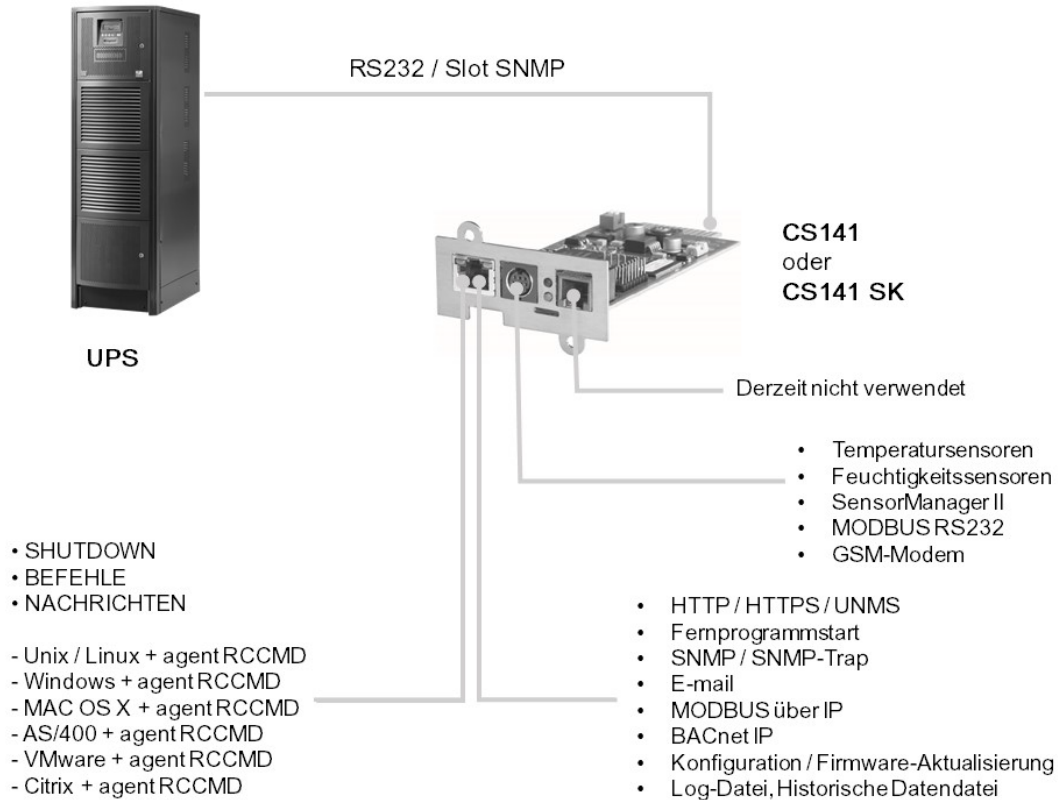 RS232 / Slot SNMP
CS141
oder
CS141 SK
UPS
Derzeit nicht verwendet
• Temperatursensoren
• Feuchtigkeitssensoren
• SensorManager II
• MODBUS RS232
• GSM-Modem
• SHUTDOWN
• BEFEHLE
• NACHRICHTEN
- Unix / Linux + agent RCCMD
- Windows + agent RCCMD
- MAC OS X + agent RCCMD
- AS/400 + agent RCCMD
- VMware + agent RCCMD
- Citrix + agent RCCMD
• HTTP / HTTPS / UNMS
• Fernprogrammstart
• SNMP / SNMP-Trap
• E-mail
• MODBUS über IP
• BACnet IP
• Konfiguration / Firmware-Aktualisierung
• Log-Datei, Historische Datendatei